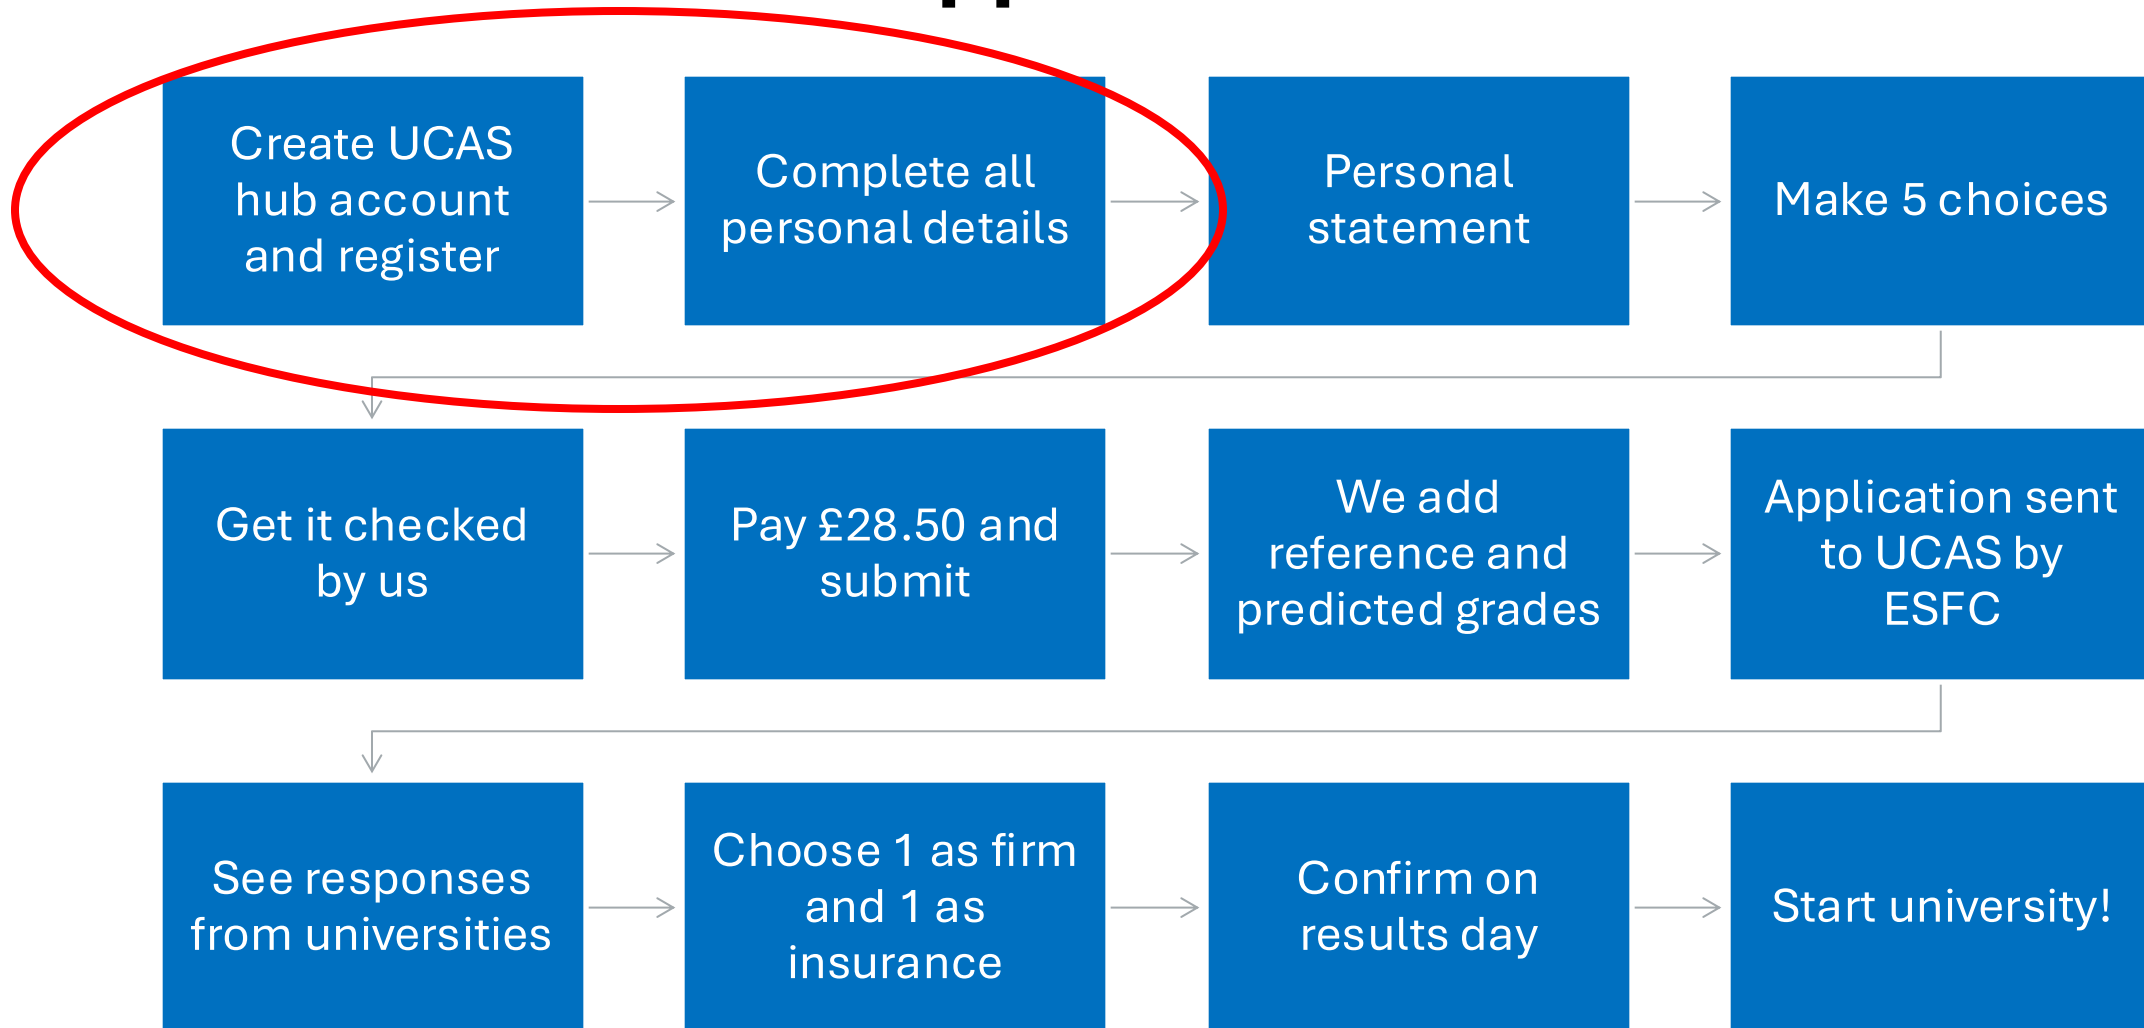 Create UCAS
hub account
and register
Complete all
personal details
Personal
statement
Make 5 choices
Get it checked
by us
Pay £28.50 and
submit
We add
reference and
predicted grades
Application sent
to UCAS by
ESFC
See responses
from universities
Choose 1 as firm
and 1 as
insurance
Confirm on
results day
Start university!